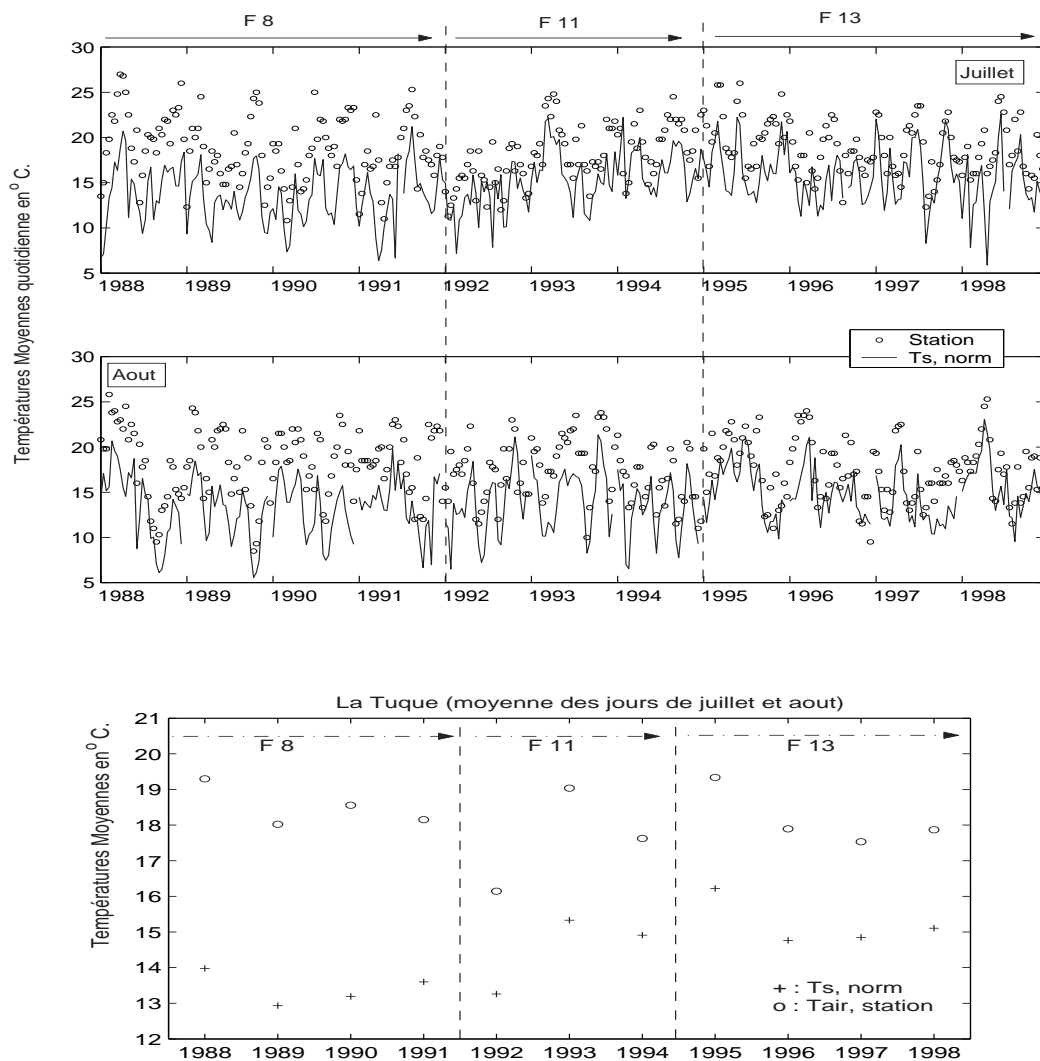 F 8 F 11 F 13
30
25
20
15
10
5
Juillet
1988 1989 1990 1991 1992 1993 1994 1995 1996 1997 1998
Températures Moyennes quotidienne en° C.
30
25
20
15
10
5
Aout
Station
Ts, norm
1988 1989 1990 1991 1992 1993 1994 1995 1996 1997 1998
La Tuque (moyenne des jours de juillet et aout)
21
20
19
18
17
16
15
14
13
12
F 8 F 11 F 13
Températures Moyennes en° C.
+ : Ts, norm
o : Tair, station
1988 1989 1990 1991 1992 1993 1994 1995 1996 1997 1998